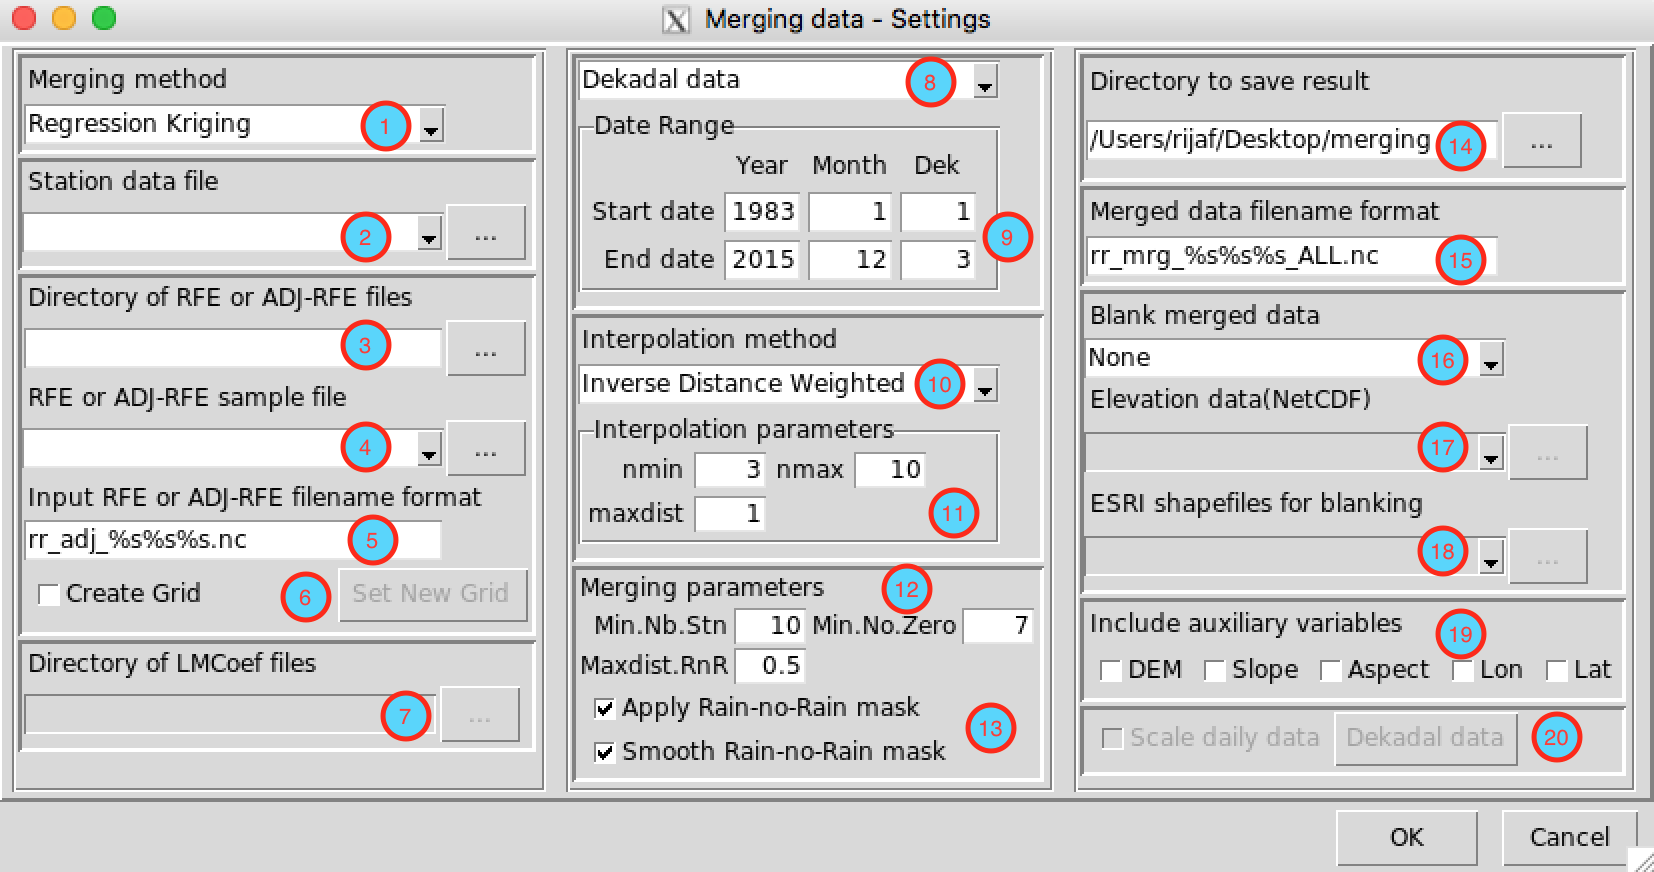 Merging data - Settings
Merging method
Regression Kriging
1
Station data file
2
...
Directory of RFE or ADJ-RFE files
3
...
RFE or ADJ-RFE sample file
4
...
Input RFE or ADJ-RFE filename format
rr_adj_%s%s%s.nc
5
Create Grid
6
Set New Grid
Directory of LMCoef files
7
...
Dekadal data
8
Date Range
Year Month Dek
Start date 1983 1 1
9
End date 2015 12 3
Interpolation method
Inverse Distance Weighted
10
Interpolation parameters
nmin 3 nmax 10
maxdist 1
11
Merging parameters
12
Min.Nb.Stn 10 Min.No.Zero 7
Maxdist.RnR 0.5
Apply Rain-no-Rain mask
13
Smooth Rain-no-Rain mask
Directory to save result
/Users/rijaf/Desktop/merging
14
...
Merged data filename format
rr_mrg_%s%s%s_ALL.nc
15
Blank merged data
None
16
Elevation data(NetCDF)
17
...
ESRI shapefiles for blanking
18
...
Include auxiliary variables
19
DEM Slope Aspect Lon Lat
Scale daily data Dekadal data
20
OK Cancel